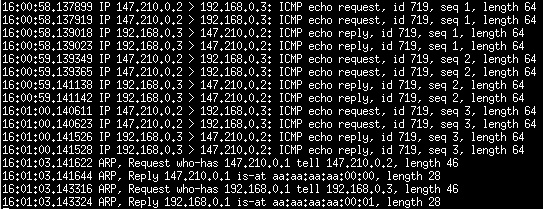 16:00:58.137899 IP 147.210.0.2 > 192.168.0.3: ICMP echo request, id 719, seq 1, length 64
16:00:58.137919 IP 147.210.0.2 > 192.168.0.3: ICMP echo request, id 719, seq 1, length 64
16:00:58.139018 IP 192.168.0.3 > 147.210.0.2: ICMP echo reply, id 719, seq 1, length 64
16:00:58.139023 IP 192.168.0.3 > 147.210.0.2: ICMP echo reply, id 719, seq 1, length 64
16:00:59.139349 IP 147.210.0.2 > 192.168.0.3: ICMP echo request, id 719, seq 2, length 64
16:00:59.139365 IP 147.210.0.2 > 192.168.0.3: ICMP echo request, id 719, seq 2, length 64
16:00:59.141138 IP 192.168.0.3 > 147.210.0.2: ICMP echo reply, id 719, seq 2, length 64
16:00:59.141142 IP 192.168.0.3 > 147.210.0.2: ICMP echo reply, id 719, seq 2, length 64
16:01:00.140611 IP 147.210.0.2 > 192.168.0.3: ICMP echo request, id 719, seq 3, length 64
16:01:00.140623 IP 147.210.0.2 > 192.168.0.3: ICMP echo request, id 719, seq 3, length 64
16:01:00.141526 IP 192.168.0.3 > 147.210.0.2: ICMP echo reply, id 719, seq 3, length 64
16:01:00.141528 IP 192.168.0.3 > 147.210.0.2: ICMP echo reply, id 719, seq 3, length 64
16:01:03.141622 ARP, Request who-has 147.210.0.1 tell 147.210.0.2, length 46
16:01:03.141644 ARP, Reply 147.210.0.1 is-at aa:aa:aa:aa:00:00, length 28
16:01:03.143316 ARP, Request who-has 192.168.0.1 tell 192.168.0.3, length 46
16:01:03.143324 ARP, Reply 192.168.0.1 is-at aa:aa:aa:aa:00:01, length 28